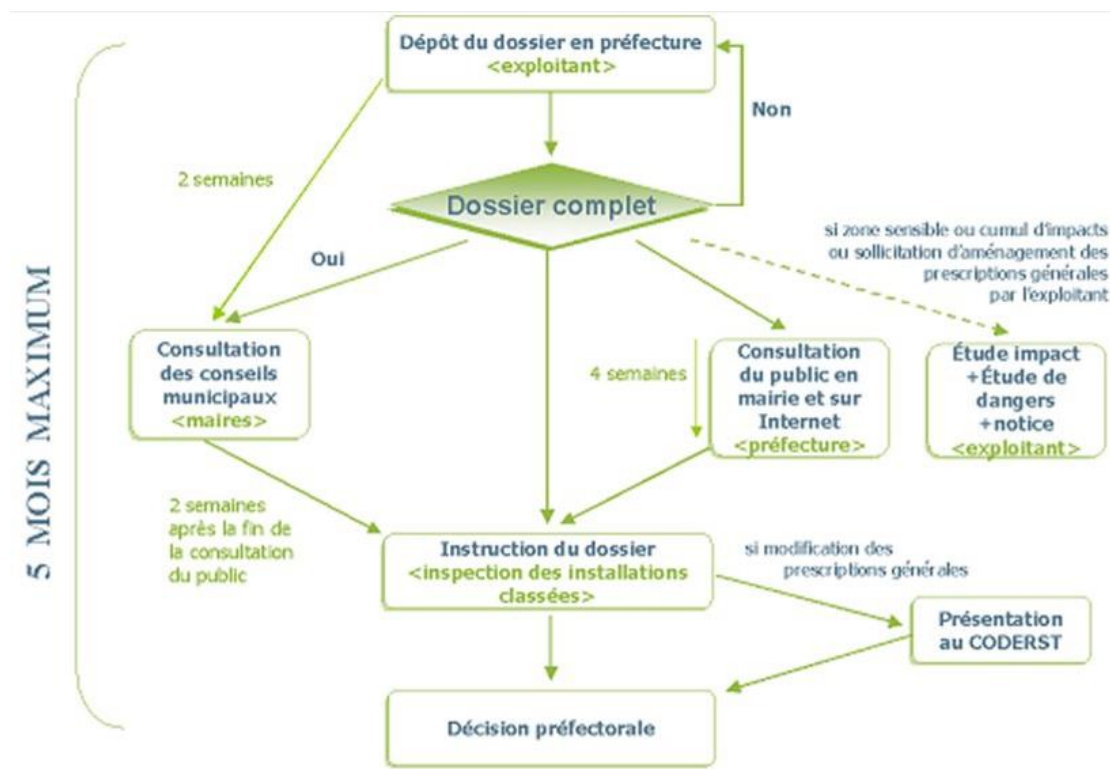 Dépôt du dossier en préfecture
<exploitant>
Non
2 semaines
Dossier complet
si zone sensible ou cumul d'impacts
ou sollicitation d'aménagement des
prescriptions générales
par l'exploitant
Oui
5 MOIS MAXIMUM
Consultation
des conseils
municipaux
<maires>
4 semaines
Consultation
du public en
mairie et sur
Internet
<préfecture>
Étude impact
+Étude de
dangers
+notice
<exploitant>
2 semaines
après la fin de
la consultation
du public
Instruction du dossier
<inspection des installations
classées>
si modification des
prescriptions générales
Présentation
au CODERST
Décision préfectorale